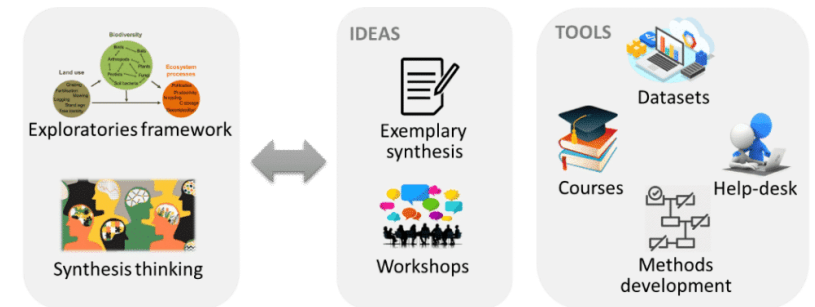 Biodiversity
Land use
Ecosystem
processes
Exploratories framework
Synthesis thinking
IDEAS
Exemplary
synthesis
Workshops
TOOLS
Datasets
Courses
Help-desk
Methods
development